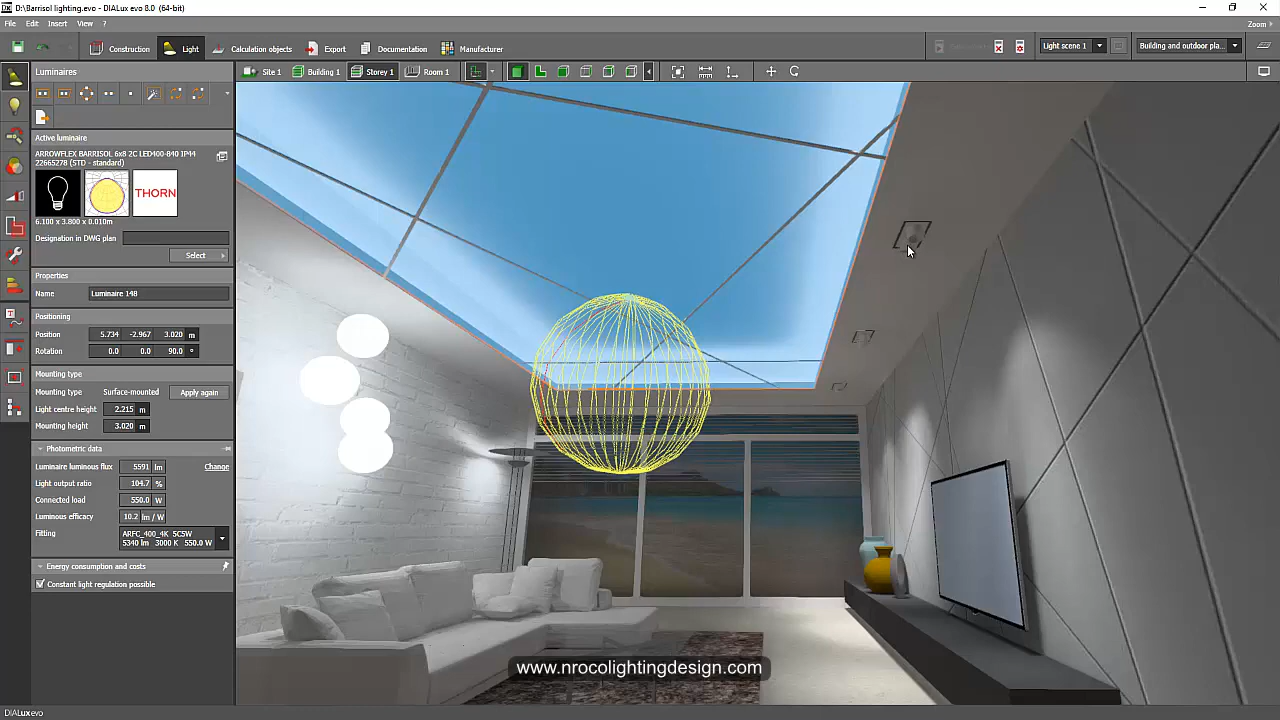 D:\Barrisol lighting.evo - DIALux evo 8.0 (64-bit)
File Edit Insert View ?
Zoom
Construction Light Calculation objects Export Documentation Manufacturer
Light scene 1
Building and outdoor pla...
Luminaires
Site 1 Building 1 Storey 1 Room 1
Active luminaire
ARROWFLEX BARRISOL 6x8 2C LED400-840 IP44
22665278 (STD - standard)
THORN
6.100 x 3.800 x 0.010m
Designation in DWG plan
Select
Properties
Name Luminaire 148
Positioning
Position 5.734 -2.967 3.020 m
Rotation 0.0 0.0 90.0 °
Mounting type
Mounting type Surface-mounted Apply again
Light centre height 2.215 m
Mounting height 3.020 m
Photometric data
Luminaire luminous flux 5591 lm Change
Light output ratio 104.7 %
Connected load 550.0 W
Luminous efficacy 10.2 lm / W
Fitting ARFC_400_4K SCSW
5340 lm 3000 K 550.0 W
Energy consumption and costs
Constant light regulation possible
www.nrocolightingdesign.com
DIALux evo